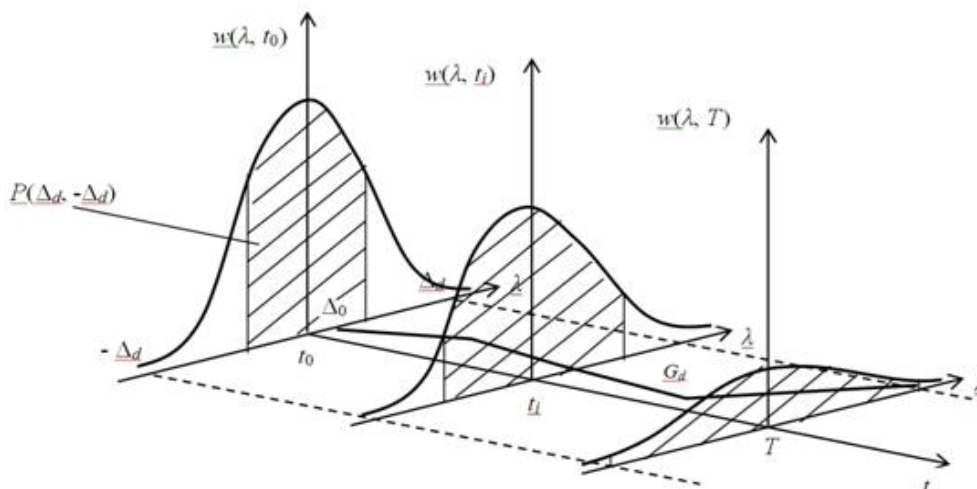 w(λ, t₀)
w(λ, tᵢ)
w(λ, T)
P(Δd, -Δd)
Δd
λ
Δ₀
- Δd
t₀
λ
Gd
tᵢ
T
t